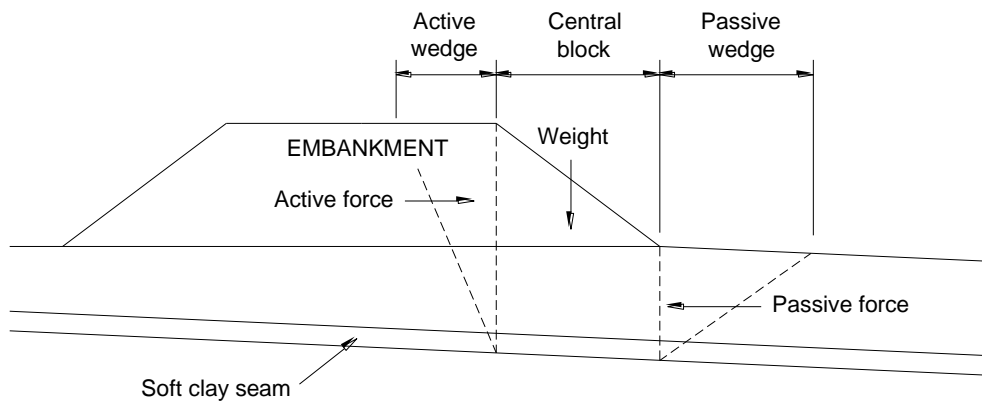 Active
wedge
Central
block
Passive
wedge
Weight
EMBANKMENT
Active force
Passive force
Soft clay seam